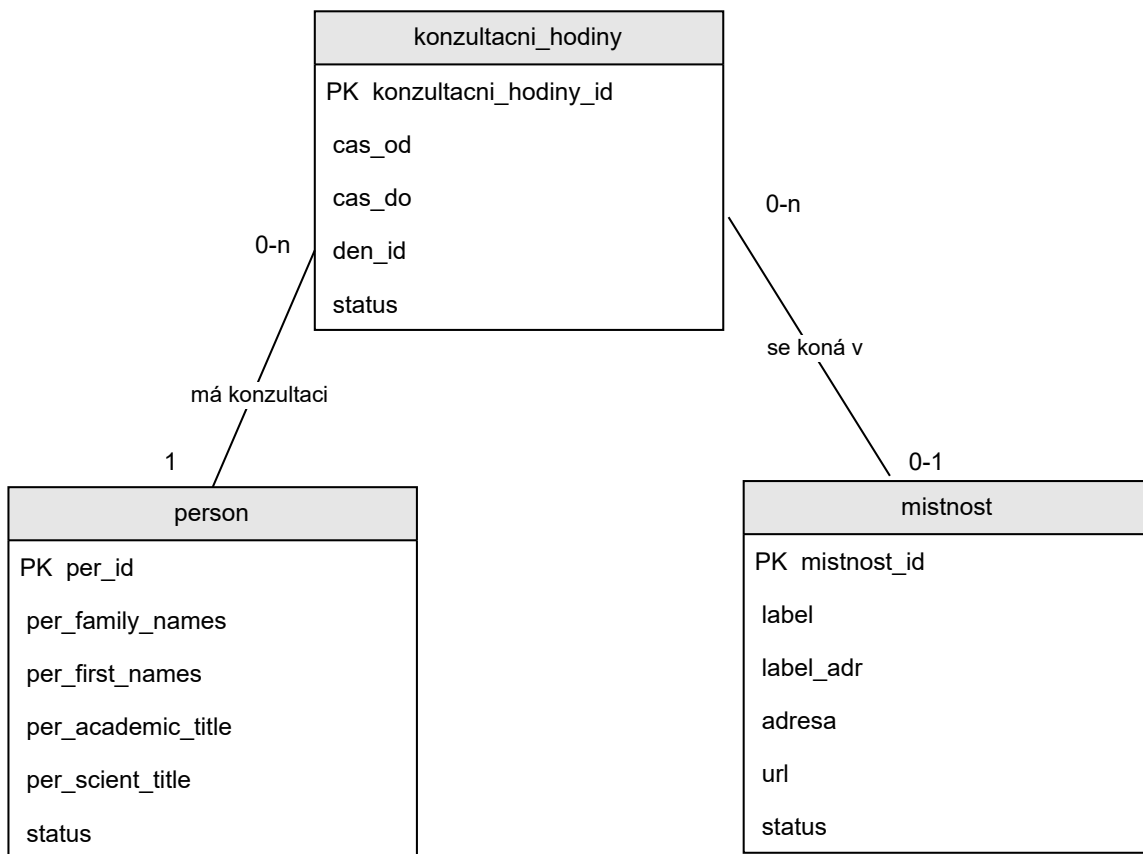 konzultacni_hodiny
PK konzultacni_hodiny_id
cas_od
cas_do
den_id
status
0-n
0-n
má konzultaci
se koná v
1
0-1
person
PK per_id
per_family_names
per_first_names
per_academic_title
per_scient_title
status
mistnost
PK mistnost_id
label
label_adr
adresa
url
status